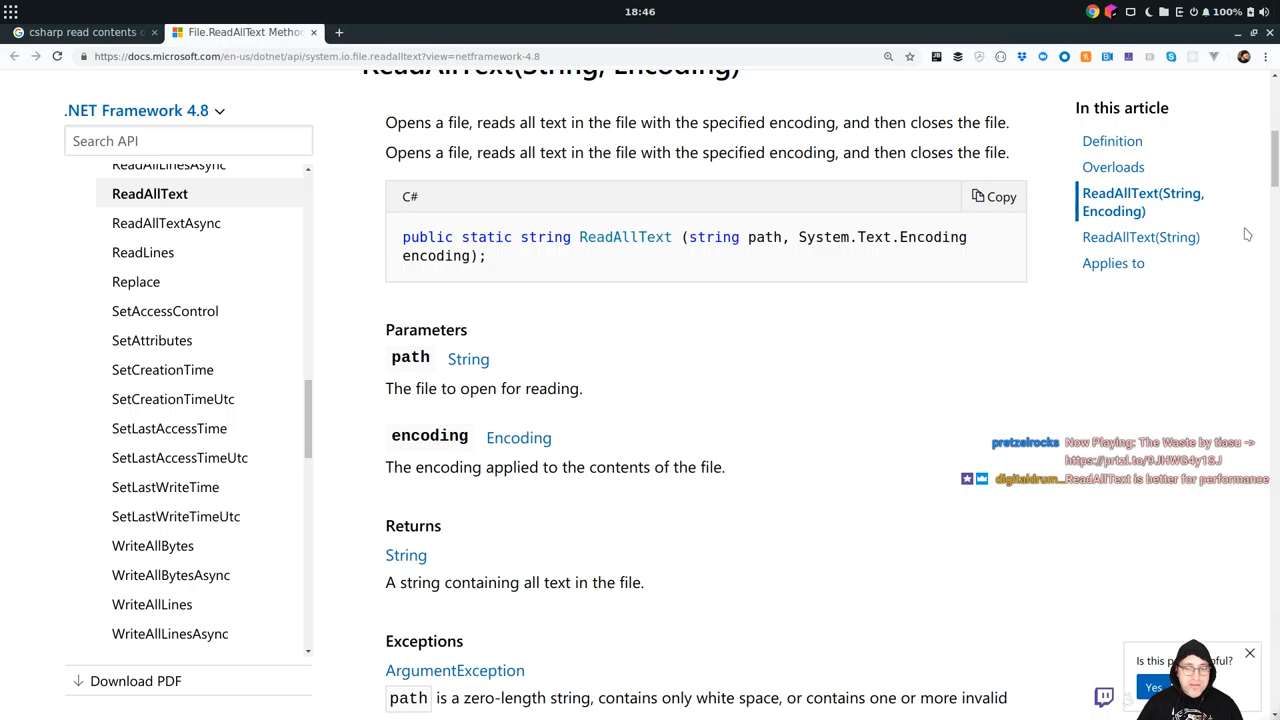 18:46
100%
csharp read contents o
File.ReadAllText Metho
https://docs.microsoft.com/en-us/dotnet/api/system.io.file.readalltext?view=netframework-4.8
ReadAllText(String, Encoding)
.NET Framework 4.8
Search API
ReadAllLinesAsync
ReadAllText
ReadAllTextAsync
ReadLines
Replace
SetAccessControl
SetAttributes
SetCreationTime
SetCreationTimeUtc
SetLastAccessTime
SetLastAccessTimeUtc
SetLastWriteTime
SetLastWriteTimeUtc
WriteAllBytes
WriteAllBytesAsync
WriteAllLines
WriteAllLinesAsync
Download PDF
Opens a file, reads all text in the file with the specified encoding, and then closes the file.
Opens a file, reads all text in the file with the specified encoding, and then closes the file.
C#
Copy
public static string ReadAllText (string path, System.Text.Encoding
encoding);
Parameters
path String
The file to open for reading.
encoding Encoding
The encoding applied to the contents of the file.
Returns
String
A string containing all text in the file.
Exceptions
ArgumentException
path is a zero-length string, contains only white space, or contains one or more invalid
In this article
Definition
Overloads
ReadAllText(String,
Encoding)
ReadAllText(String)
Applies to
pretzelrocks Now Playing: The Waste by tiasu ->
https://prtzl.to/9JHWG4y1SJ
digitaldrum... ReadAllText is better for performance
Is this p ful?
Yes